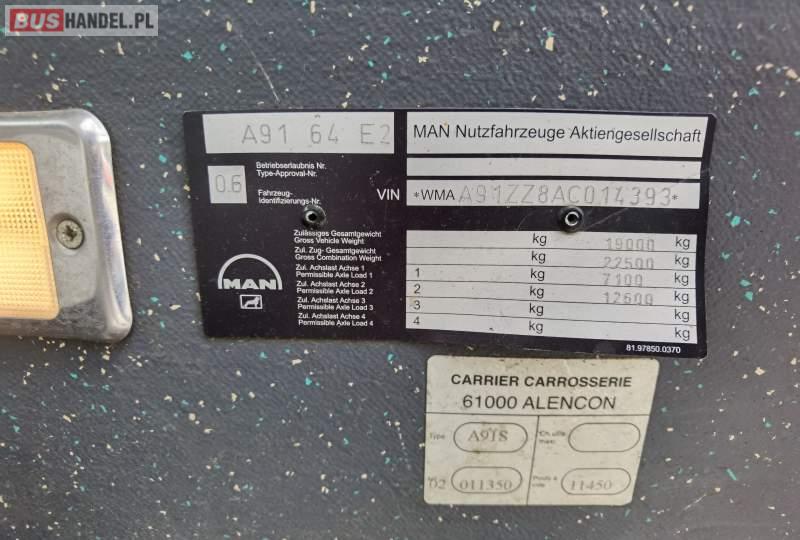 BUSHANDEL.PL
A91 64 E2
MAN Nutzfahrzeuge Aktiengesellschaft
Betriebserlaubnis Nr.
Type-Approval-Nr.
0.6
Fahrzeug-
Identifizierungs-Nr.
VIN *WMA A91ZZ8AC014393*
Zulässiges Gesamtgewicht
Gross Vehicle Weight
kg 19000 kg
Zul. Zug- Gesamtgewicht
Gross Combination Weight
kg 22500 kg
Zul. Achslast Achse 1
Permissible Axle Load 1
1 kg 7100 kg
Zul. Achslast Achse 2
Permissible Axle Load 2
2 kg 12600 kg
Zul. Achslast Achse 3
Permissible Axle Load 3
3 kg kg
Zul. Achslast Achse 4
Permissible Axle Load 4
4 kg kg
MAN
81.97850.0370
CARRIER CARROSSERIE
61000 ALENCON
Type A91S
011350 11450